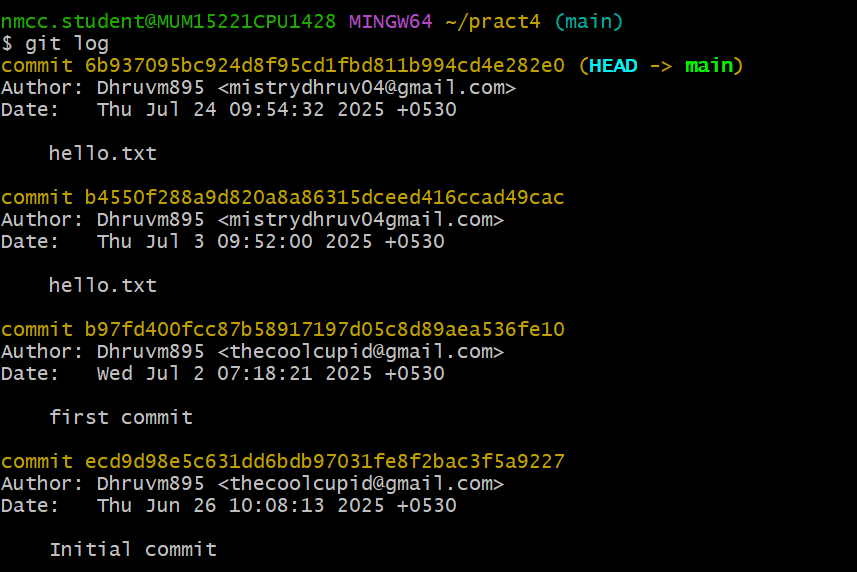 nmcc.student@MUM15221CPU1428 MINGW64 ~/pract4 (main)
$ git log
commit 6b937095bc924d8f95cd1fbd811b994cd4e282e0 (HEAD -> main)
Author: Dhruvm895 <mistrydhruv04@gmail.com>
Date:   Thu Jul 24 09:54:32 2025 +0530

    hello.txt

commit b4550f288a9d820a8a86315dceed416ccad49cac
Author: Dhruvm895 <mistrydhruv04gmail.com>
Date:   Thu Jul 3 09:52:00 2025 +0530

    hello.txt

commit b97fd400fcc87b58917197d05c8d89aea536fe10
Author: Dhruvm895 <thecoolcupid@gmail.com>
Date:   Wed Jul 2 07:18:21 2025 +0530

    first commit

commit ecd9d98e5c631dd6bdb97031fe8f2bac3f5a9227
Author: Dhruvm895 <thecoolcupid@gmail.com>
Date:   Thu Jun 26 10:08:13 2025 +0530

    Initial commit